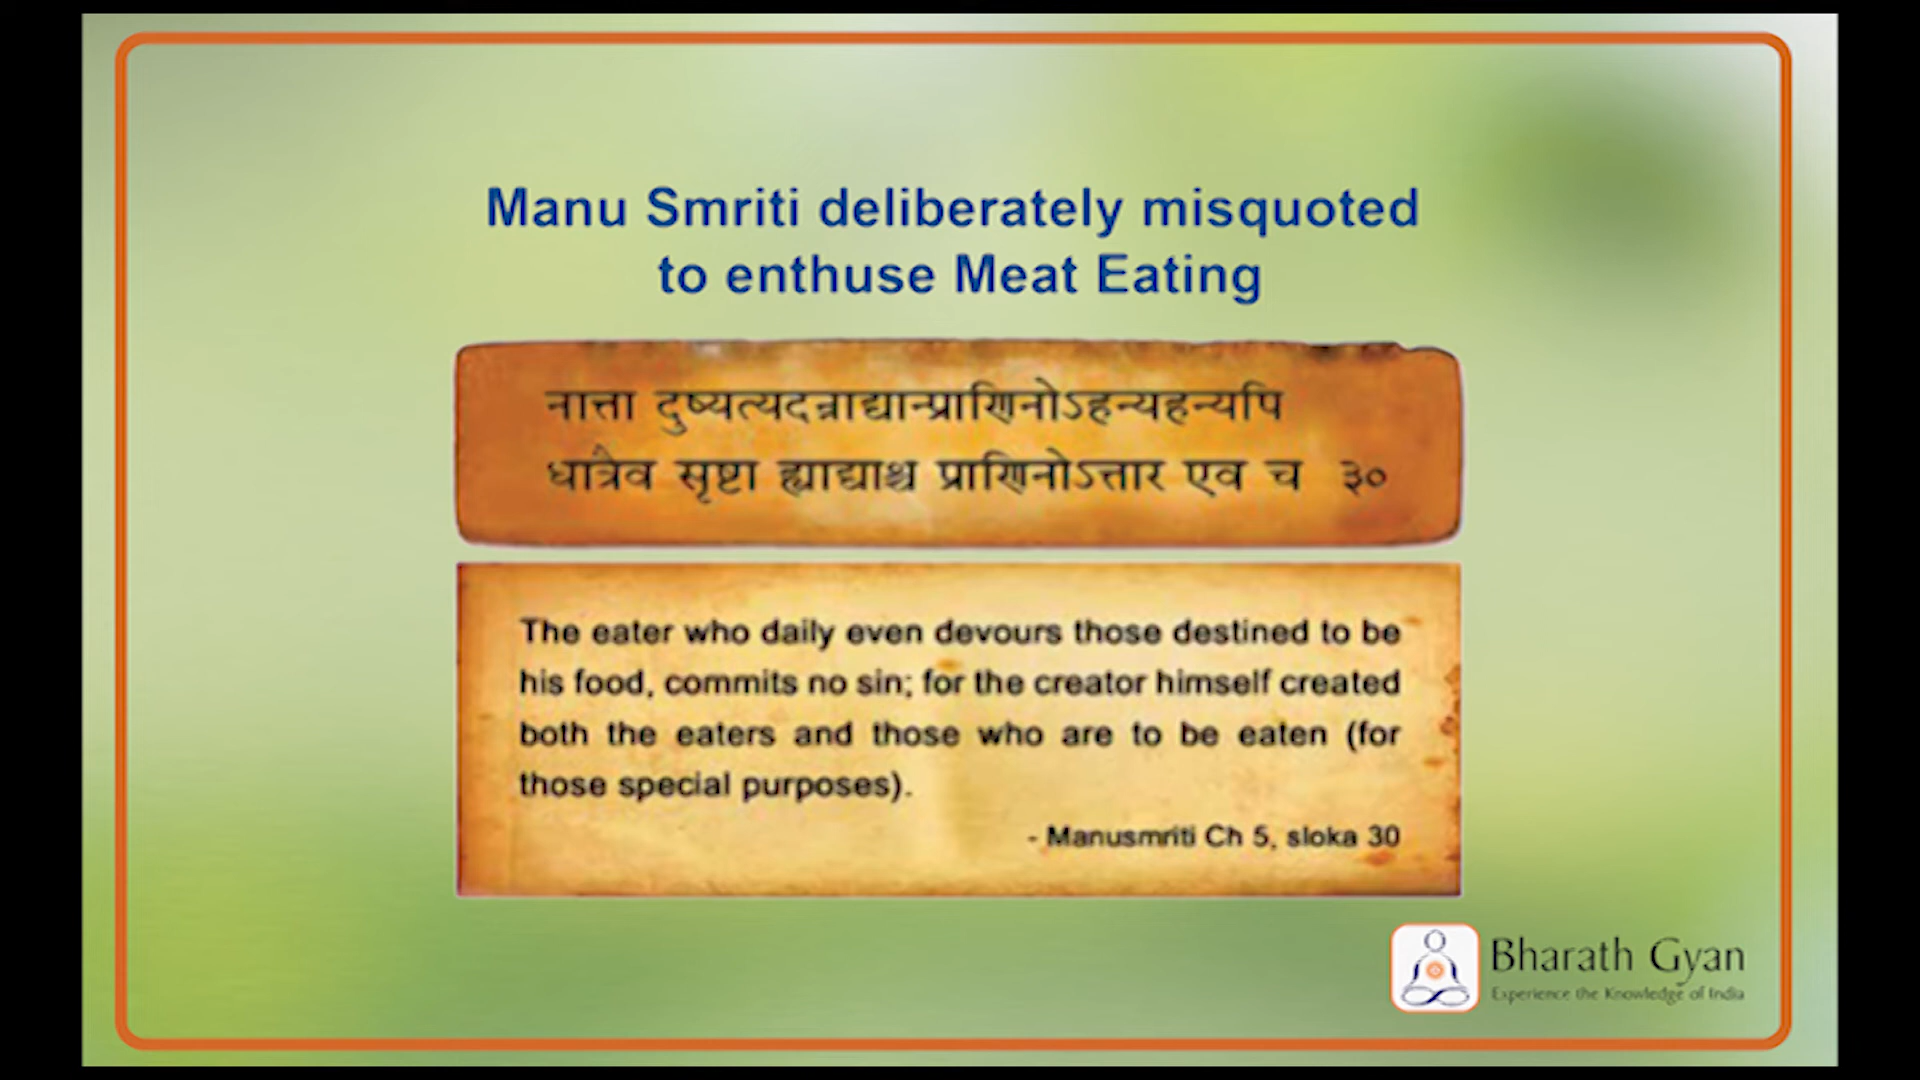 Manu Smriti deliberately misquoted
to enthuse Meat Eating
नात्ता दुष्यत्यदन्नाद्यान्प्राणिनोऽहन्यहन्यपि
धात्रैव सृष्टा ह्याद्याश्च प्राणिनोऽत्तार एव च ३०
The eater who daily even devours those destined to be
his food, commits no sin; for the creator himself created
both the eaters and those who are to be eaten (for
those special purposes).
- Manusmriti Ch 5, sloka 30
Bharath Gyan
Experience the Knowledge of India